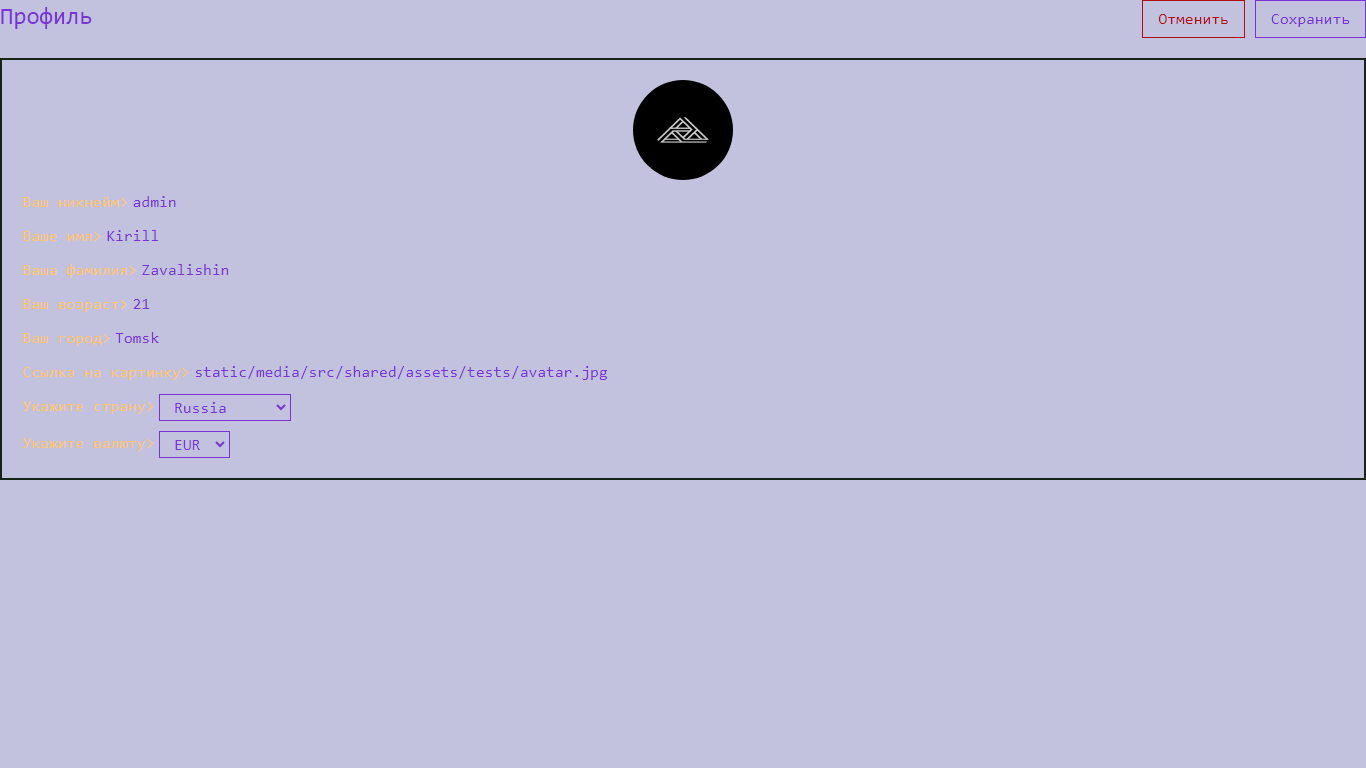 Профиль
Отменить
Сохранить
Ваш никнейм> admin
Ваше имя> Kirill
Ваша фамилия> Zavalishin
Ваш возраст> 21
Ваш город> Tomsk
Ссылка на картинку> static/media/src/shared/assets/tests/avatar.jpg
Укажите страну> Russia
Укажите валюту> EUR